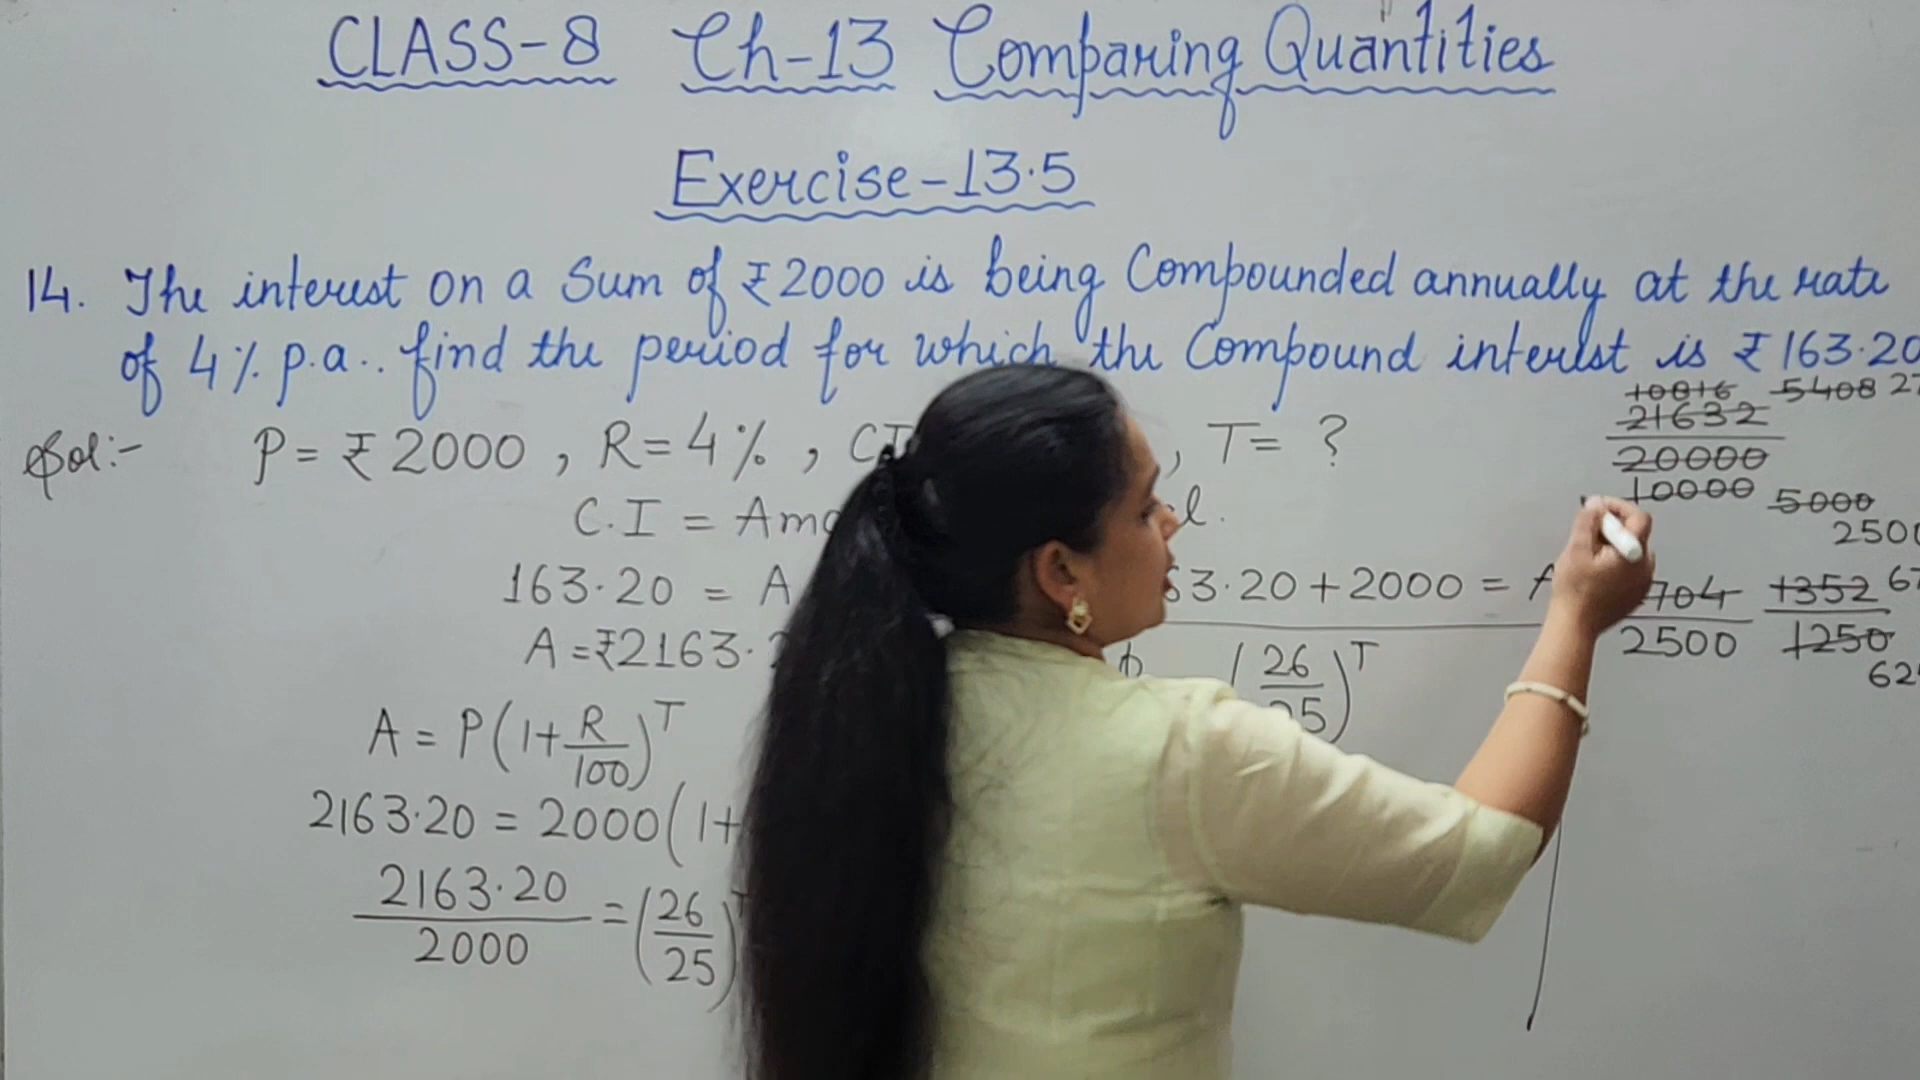 CLASS-8 Ch-13 Comparing Quantities
Exercise-13.5
14. The interest on a Sum of ₹2000 is being Compounded annually at the rate
of 4% p.a.. find the period for which the Compound interest is ₹163.20
Sol:- P = ₹2000 , R = 4% , , T = ?
C.I =
163.20 = A
A = ₹2163.
A = P(1+R/100)^T
2163.20 = 2000(1+
2163.20/2000 = (26/25)
63.20 + 2000 =
(26/25)^T
10816 5408
21632
20000
10000 5000
2500
1352
2500 1250